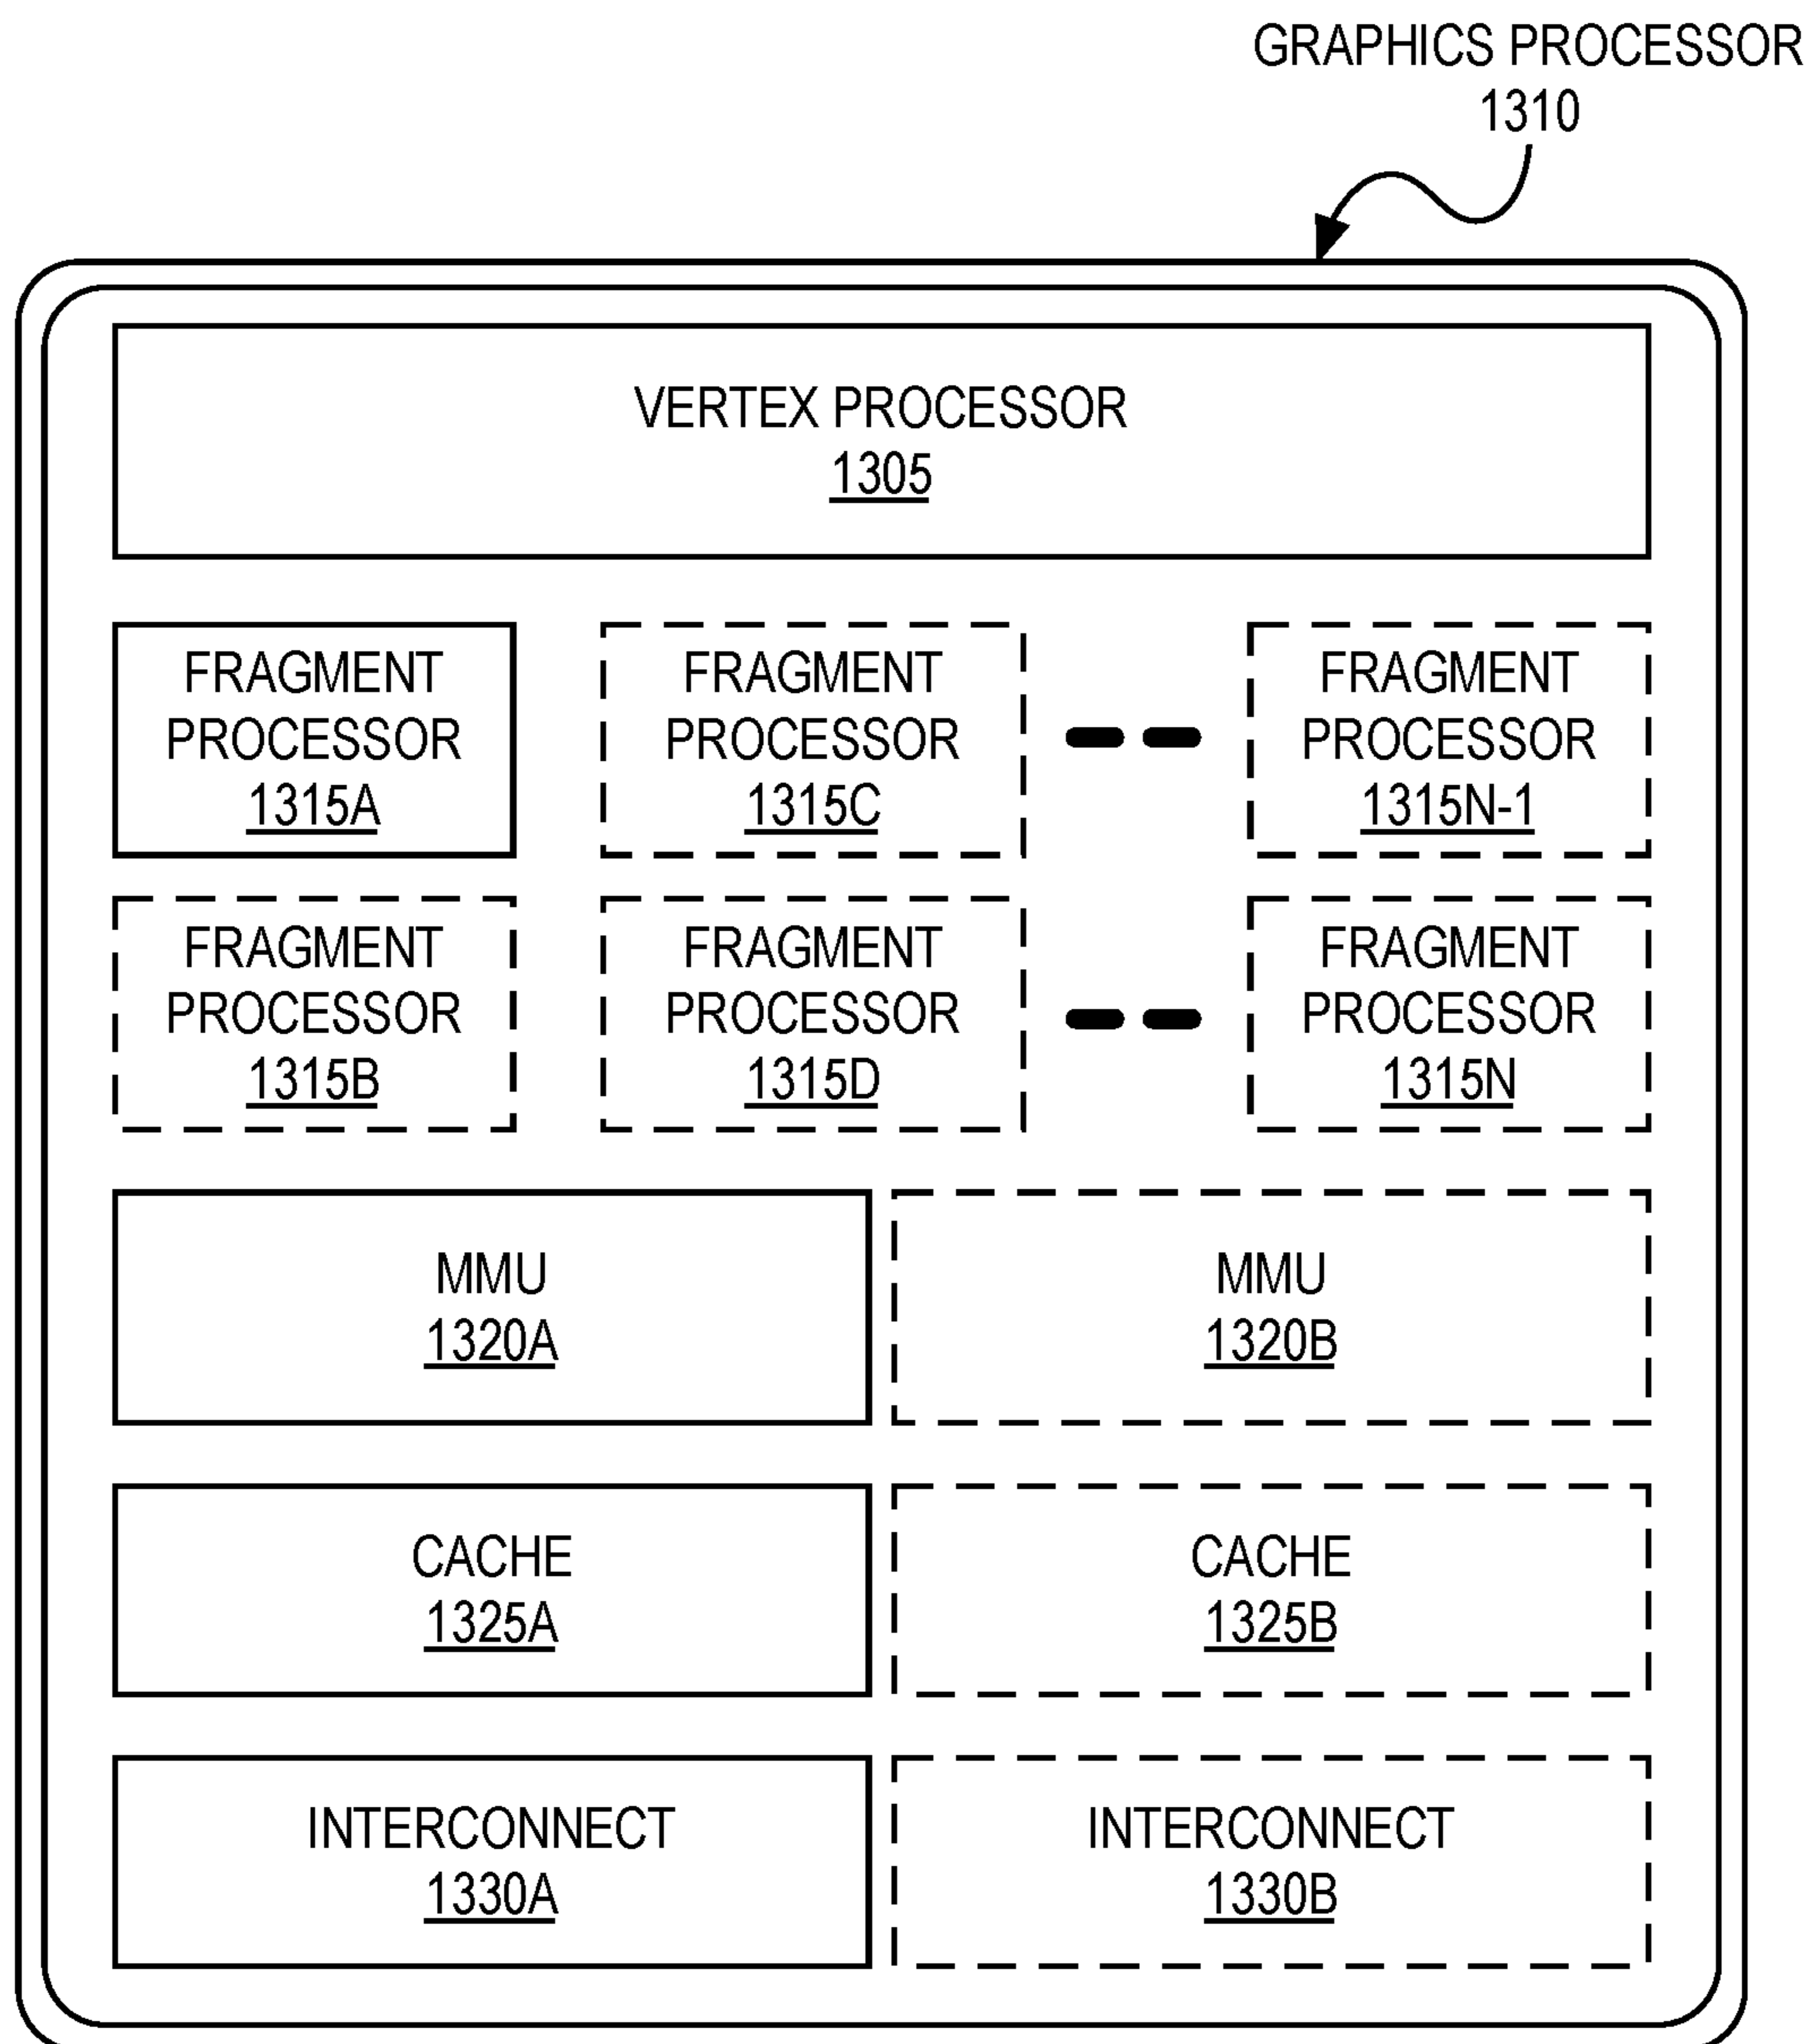 GRAPHICS PROCESSOR
1310
VERTEX PROCESSOR
1305
FRAGMENT
PROCESSOR
1315A
FRAGMENT
PROCESSOR
1315C
FRAGMENT
PROCESSOR
1315N-1
FRAGMENT
PROCESSOR
1315B
FRAGMENT
PROCESSOR
1315D
FRAGMENT
PROCESSOR
1315N
MMU
1320A
MMU
1320B
CACHE
1325A
CACHE
1325B
INTERCONNECT
1330A
INTERCONNECT
1330B